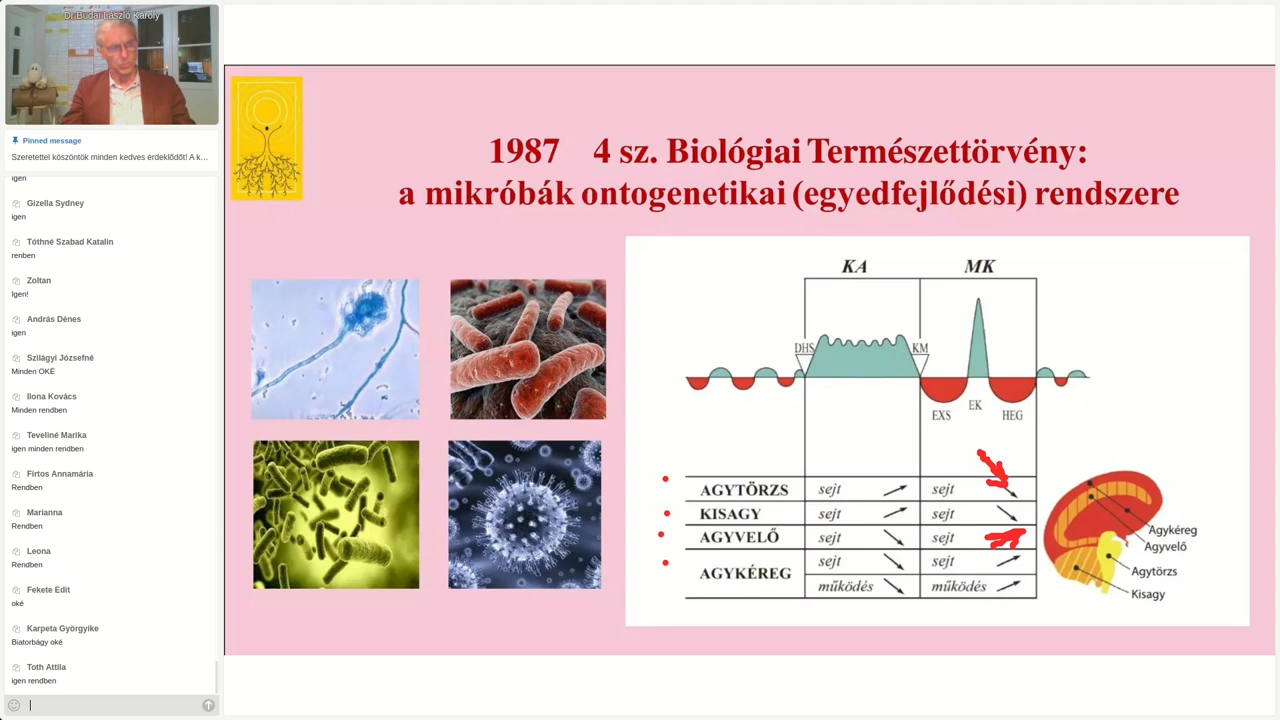 Dr Budai László Károly
Pinned message
Szeretettel köszöntök minden kedves érdeklődőt! A k…
igen
Gizella Sydney
igen
Tóthné Szabad Katalin
renben
Zoltan
Igen!
András Dénes
igen
Szilágyi Józsefné
Minden OKÉ
Ilona Kovács
Minden rendben
Teveliné Marika
igen minden rendben
Firtos Annamária
Rendben
Marianna
Rendben
Leona
Rendben
Fekete Edit
oké
Karpeta Györgyike
Biatorbágy oké
Toth Attila
igen rendben
1987 4 sz. Biológiai Természettörvény:
a mikróbák ontogenetikai (egyedfejlődési) rendszere
KA MK
DHS KM
EXS EK HEG
AGYTÖRZS sejt sejt
KISAGY sejt sejt
AGYVELŐ sejt sejt
AGYKÉREG sejt sejt
működés működés
Agykéreg
Agyvelő
Agytörzs
Kisagy